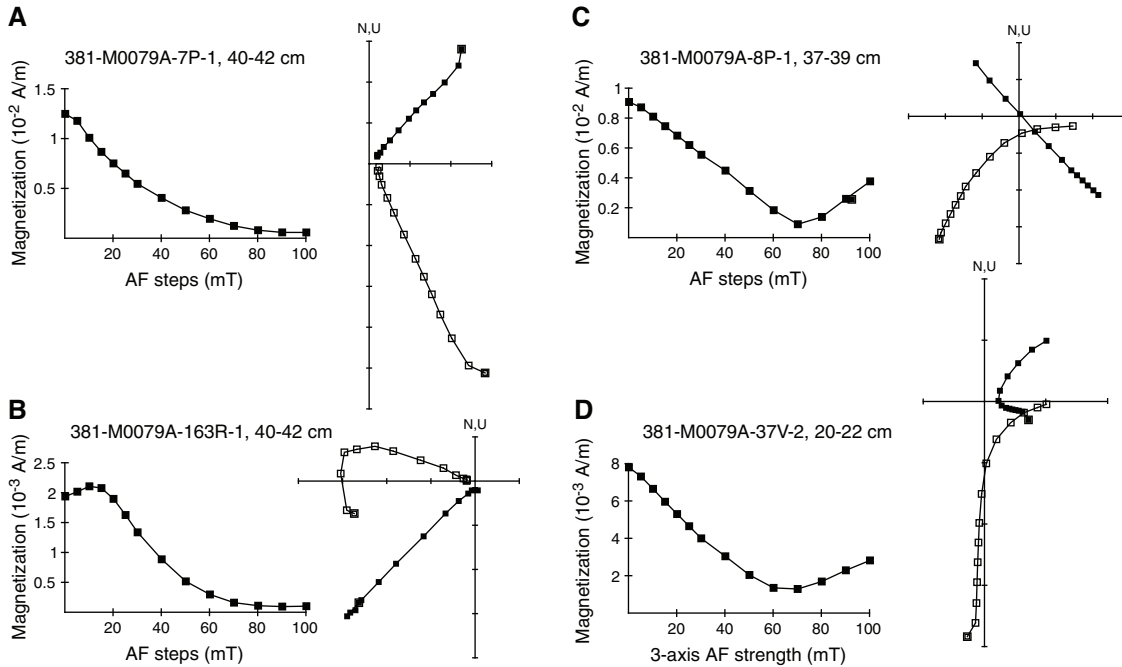 A
381-M0079A-7P-1, 40-42 cm
N,U
Magnetization (10⁻² A/m)
1.5
1
0.5
20 40 60 80 100
AF steps (mT)
B
381-M0079A-163R-1, 40-42 cm
N,U
Magnetization (10⁻³ A/m)
2.5
2
1.5
1
0.5
20 40 60 80 100
AF steps (mT)
C
381-M0079A-8P-1, 37-39 cm
N,U
Magnetization (10⁻² A/m)
1
0.8
0.6
0.4
0.2
20 40 60 80 100
AF steps (mT)
D
381-M0079A-37V-2, 20-22 cm
N,U
Magnetization (10⁻³ A/m)
8
6
4
2
20 40 60 80 100
3-axis AF strength (mT)